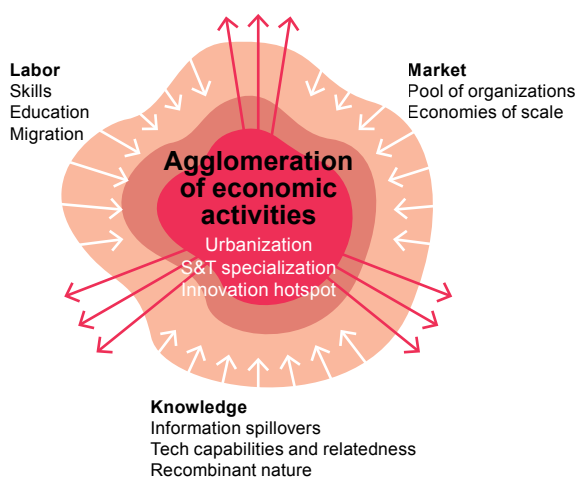 Labor
Skills
Education
Migration
Market
Pool of organizations
Economies of scale
Agglomeration
of economic
activities
Urbanization
S&T specialization
Innovation hotspot
Knowledge
Information spillovers
Tech capabilities and relatedness
Recombinant nature